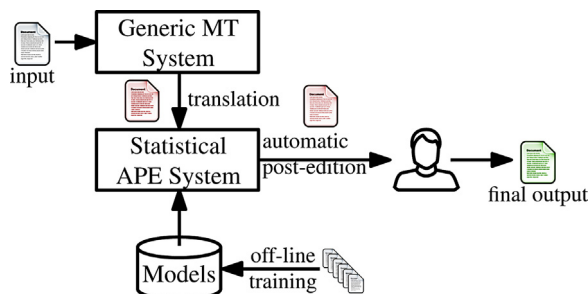 Generic MT
System
input
translation
Statistical
APE System
automatic
post-edition
final output
Models
off-line
training